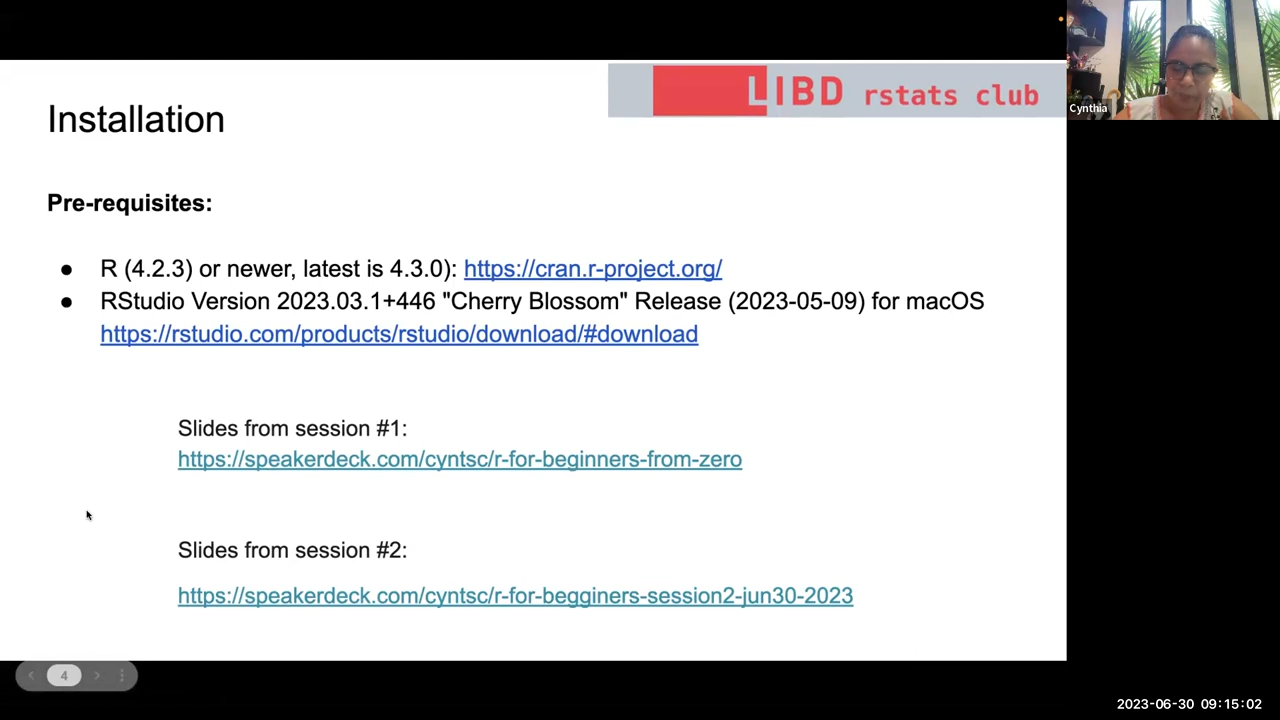 LIBD rstats club
Cynthia
Installation
Pre-requisites:
● R (4.2.3) or newer, latest is 4.3.0): https://cran.r-project.org/
● RStudio Version 2023.03.1+446 "Cherry Blossom" Release (2023-05-09) for macOS
https://rstudio.com/products/rstudio/download/#download
Slides from session #1:
https://speakerdeck.com/cyntsc/r-for-beginners-from-zero
Slides from session #2:
https://speakerdeck.com/cyntsc/r-for-begginers-session2-jun30-2023
4
2023-06-30 09:15:02